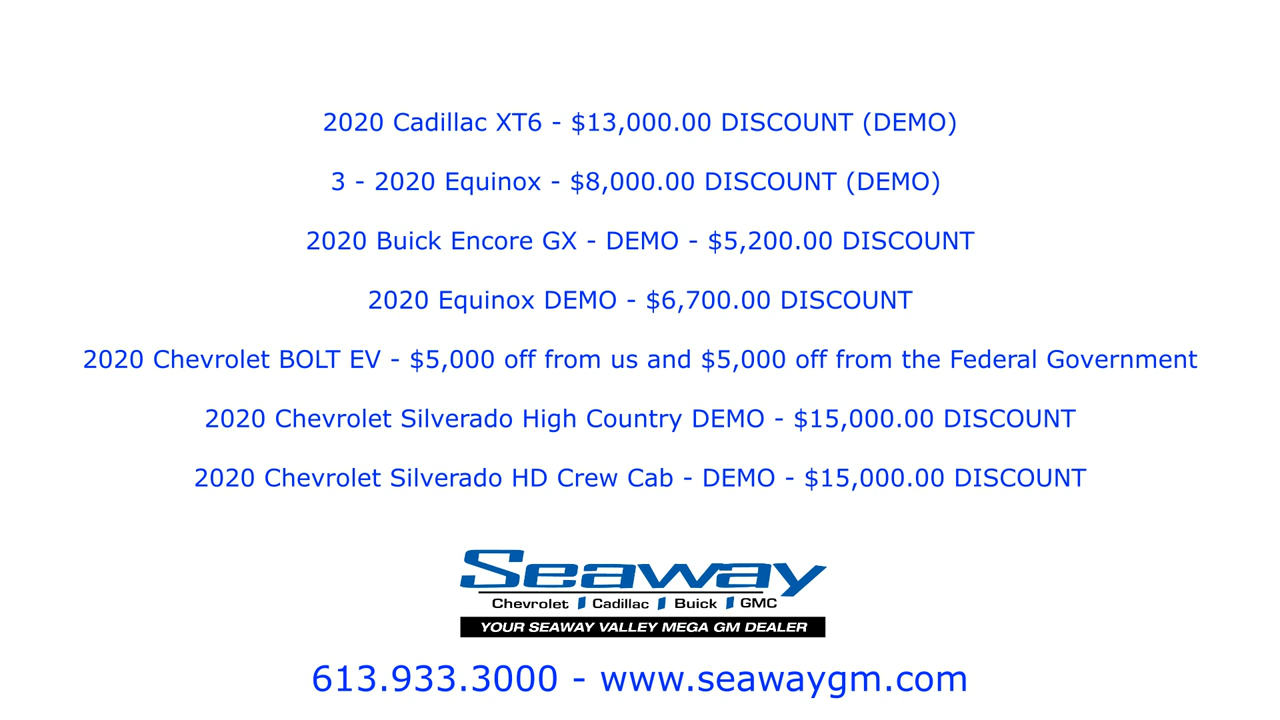 2020 Cadillac XT6 - $13,000.00 DISCOUNT (DEMO)
3 - 2020 Equinox - $8,000.00 DISCOUNT (DEMO)
2020 Buick Encore GX - DEMO - $5,200.00 DISCOUNT
2020 Equinox DEMO - $6,700.00 DISCOUNT
2020 Chevrolet BOLT EV - $5,000 off from us and $5,000 off from the Federal Government
2020 Chevrolet Silverado High Country DEMO - $15,000.00 DISCOUNT
2020 Chevrolet Silverado HD Crew Cab - DEMO - $15,000.00 DISCOUNT
Seaway
Chevrolet Cadillac Buick GMC
YOUR SEAWAY VALLEY MEGA GM DEALER
613.933.3000 - www.seawaygm.com